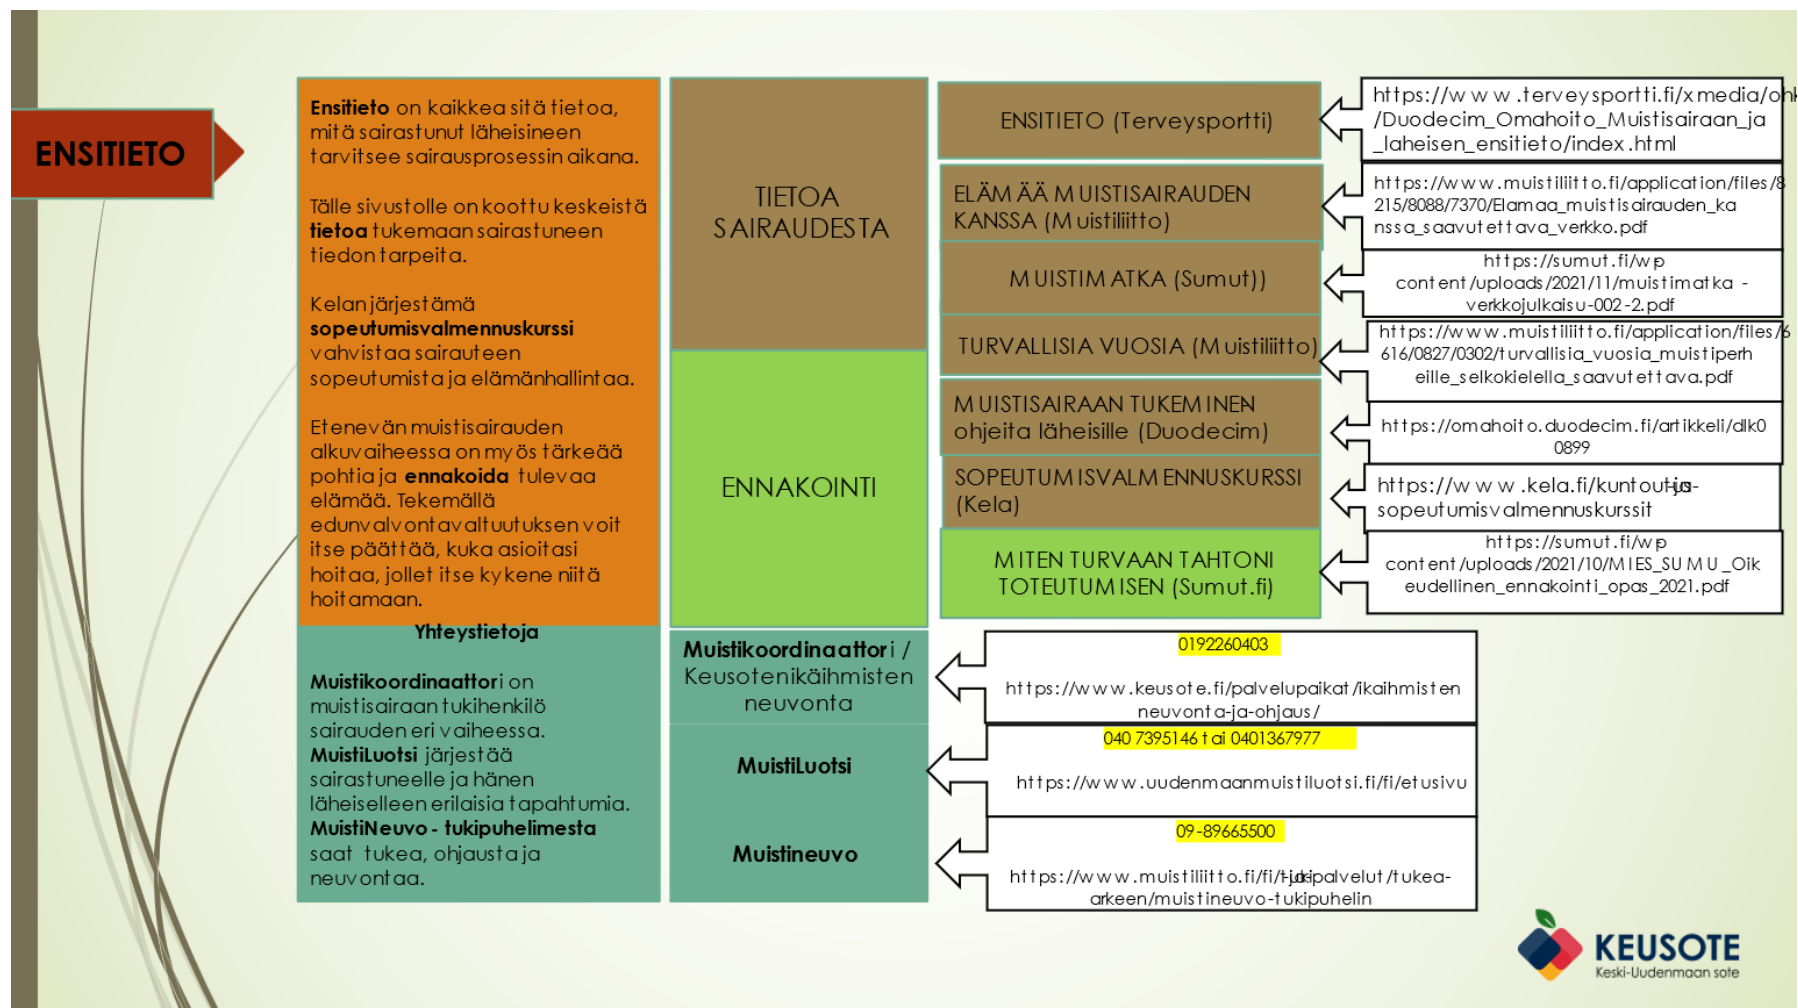 ENSITIETO
Ensitieto on kaikkea sitä tietoa,
mitä sairastunut läheisineen
tarvitsee sairausprosessin aikana.
Tälle sivustolle on koottu keskeistä
tietoa tukemaan sairastuneen
tiedon tarpeita.
Kelan järjestämä
sopeutumisvalmennuskurssi
vahvistaa sairauteen
sopeutumista ja elämänhallintaa.
Etenevän muistisairauden
alkuvaiheessa on myös tärkeää
pohtia ja ennakoida tulevaa
elämää. Tekemällä
edunvalvontavaltuutuksen voit
itse päättää, kuka asioitasi
hoitaa, jollet itse kykene niitä
hoitamaan.
Yhteystietoja
Muistikoordinaattori on
muistisairaan tukihenkilö
sairauden eri vaiheessa.
MuistiLuotsi järjestää
sairastuneelle ja hänen
läheiselleen erilaisia tapahtumia.
MuistiNeuvo - tukipuhelimesta
saat tukea, ohjausta ja
neuvontaa.
TIETOA
SAIRAUDESTA
ENNAKOINTI
Muistikoordinaattori /
Keusoten ikäihmisten
neuvonta
MuistiLuotsi
Muistineuvo
ENSITIETO (Terveysportti)
https://www.terveysportti.fi/xmedia/ohk
/Duodecim_Omahoito_Muistisairaan_ja
_laheisen_ensitieto/index.html
ELÄMÄÄ MUISTISAIRAUDEN
KANSSA (Muistiliitto)
https://www.muistiliitto.fi/application/files/8
215/8088/7370/Elamaa_muistisairauden_ka
nssa_saavutettava_verkko.pdf
MUISTIMATKA (Sumut))
https://sumut.fi/wp-
content/uploads/2021/11/muistimatka-
verkkojulkaisu-002-2.pdf
TURVALLISIA VUOSIA (Muistiliitto)
https://www.muistiliitto.fi/application/files/6
616/0827/0302/turvallisia_vuosia_muistiperh
eille_selkokielella_saavutettava.pdf
MUISTISAIRAAN TUKEMINEN-
ohjeita läheisille (Duodecim)
https://omahoito.duodecim.fi/artikkeli/dlk0
0899
SOPEUTUMISVALMENNUSKURSSI
(Kela)
https://www.kela.fi/kuntoutus-ja-
sopeutumisvalmennuskurssit
MITEN TURVAAN TAHTONI
TOTEUTUMISEN (Sumut.fi)
https://sumut.fi/wp-
content/uploads/2021/10/MIES_SUMU_Oik
eudellinen_ennakointi_opas_2021.pdf
0192260403
https://www.keusote.fi/palvelupaikat/ikaihmisten-
neuvonta-ja-ohjaus/
040 7395146 tai 0401367977
https://www.uudenmaanmuistiluotsi.fi/fi/etusivu
09-89665500
https://www.muistiliitto.fi/fi/tuki-ja-palvelut/tukea-
arkeen/muistineuvo-tukipuhelin
KEUSOTE
Keski-Uudenmaan sote